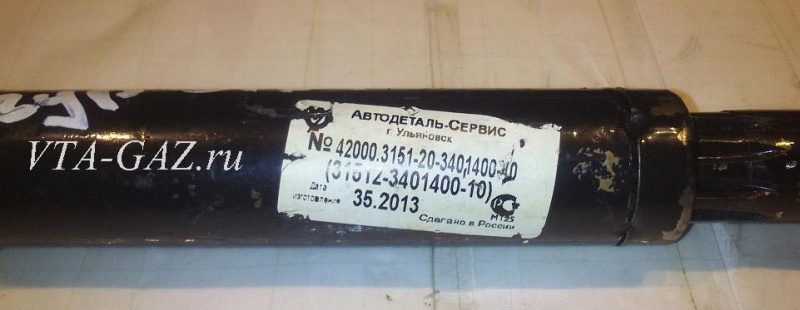 VTA-GAZ.ru
АВТОДЕТАЛЬ-СЕРВИС
г. Ульяновск
№ 42000.3151-20-3401400-10
(31512-3401400-10)
Дата
изготовления 35.2013
МТ25
Сделано в России